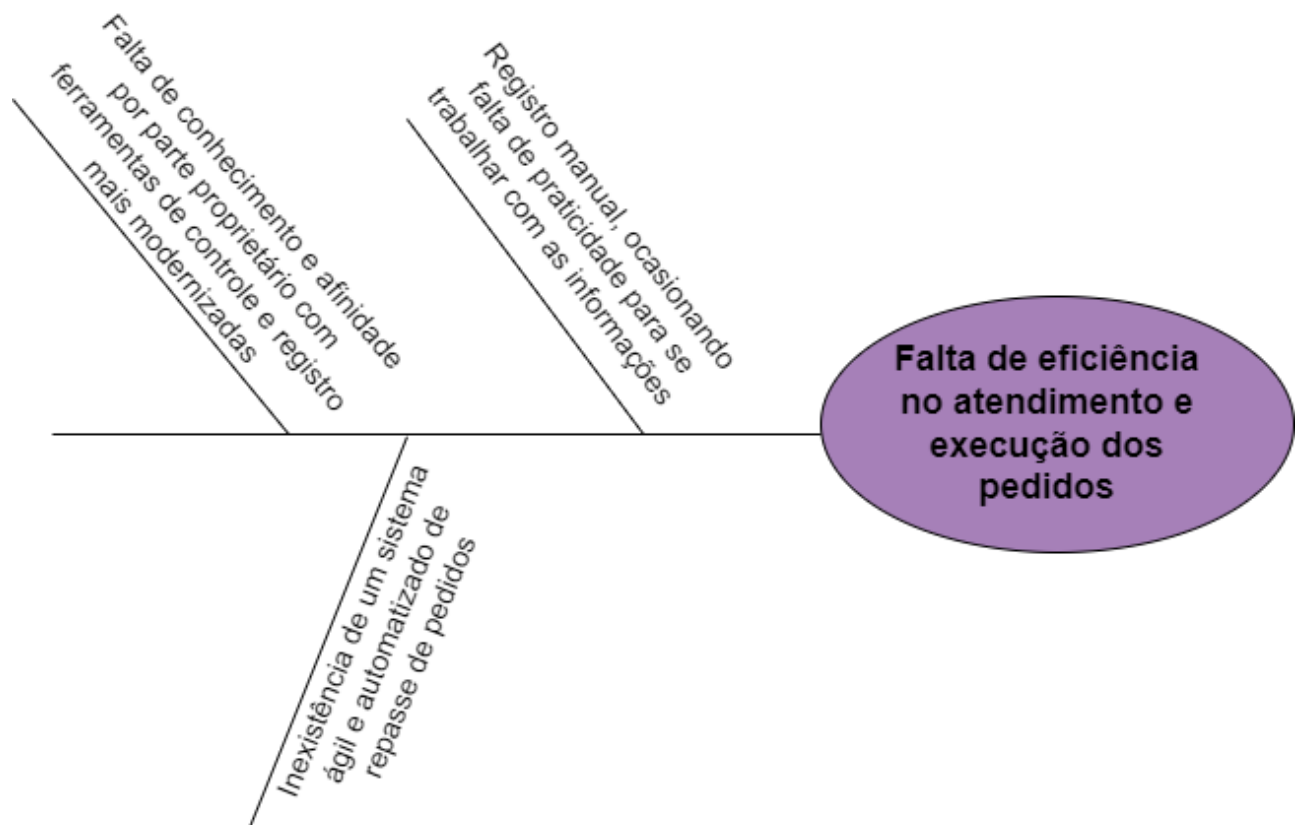 Falta de conhecimento e afinidade
por parte proprietário com
ferramentas de controle e registro
mais modernizadas
Registro manual, ocasionando
falta de praticidade para se
trabalhar com as informações
Falta de eficiência
no atendimento e
execução dos
pedidos
Inexistência de um sistema
ágil e automatizado de
repasse de pedidos